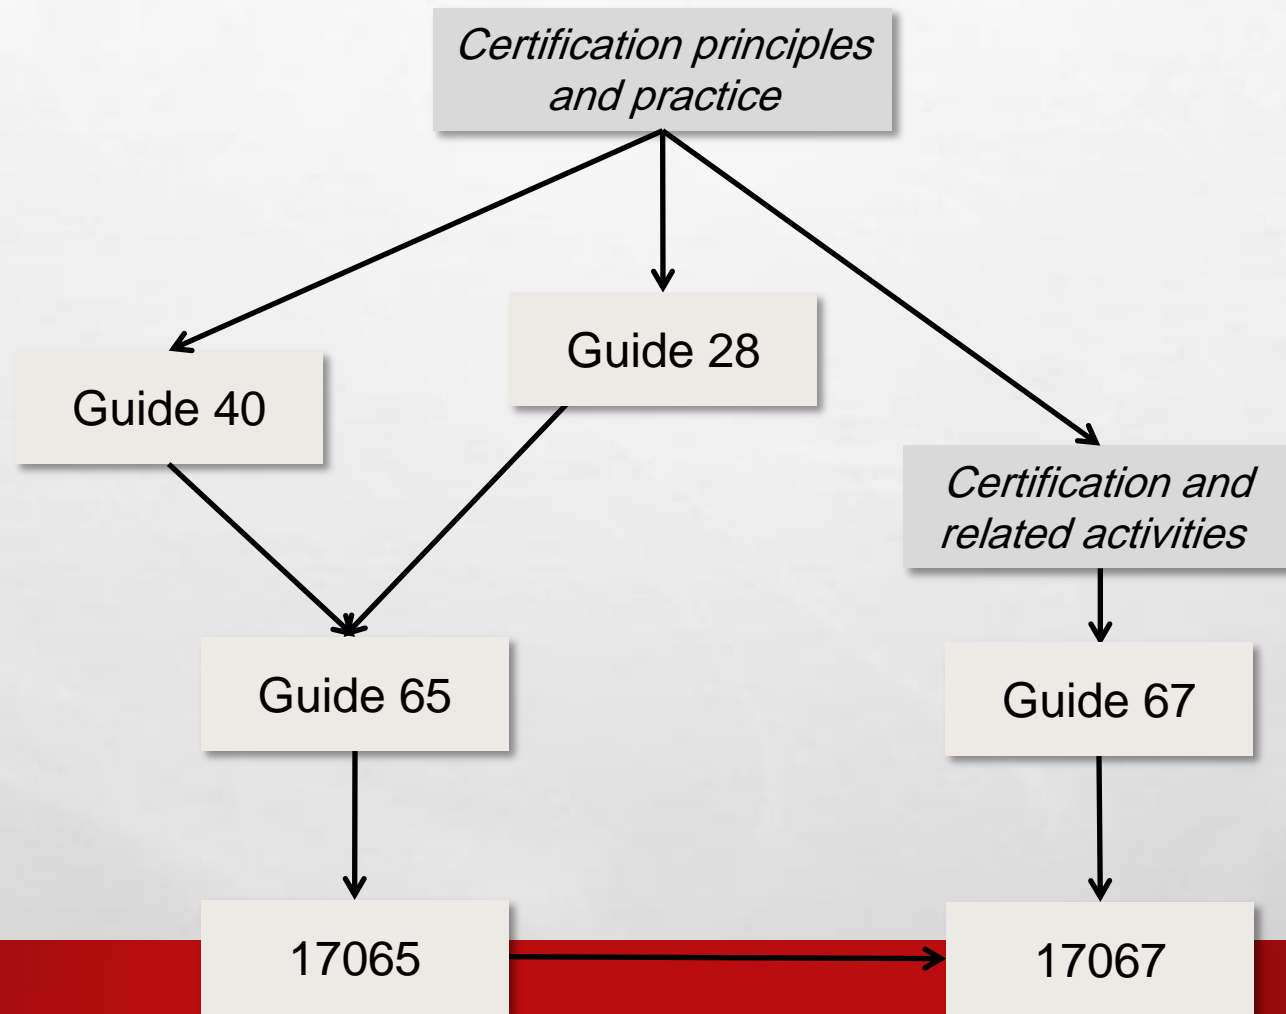 Certification principles
and practice
Guide 28
Guide 40
Certification and
related activities
Guide 65
Guide 67
17065
17067